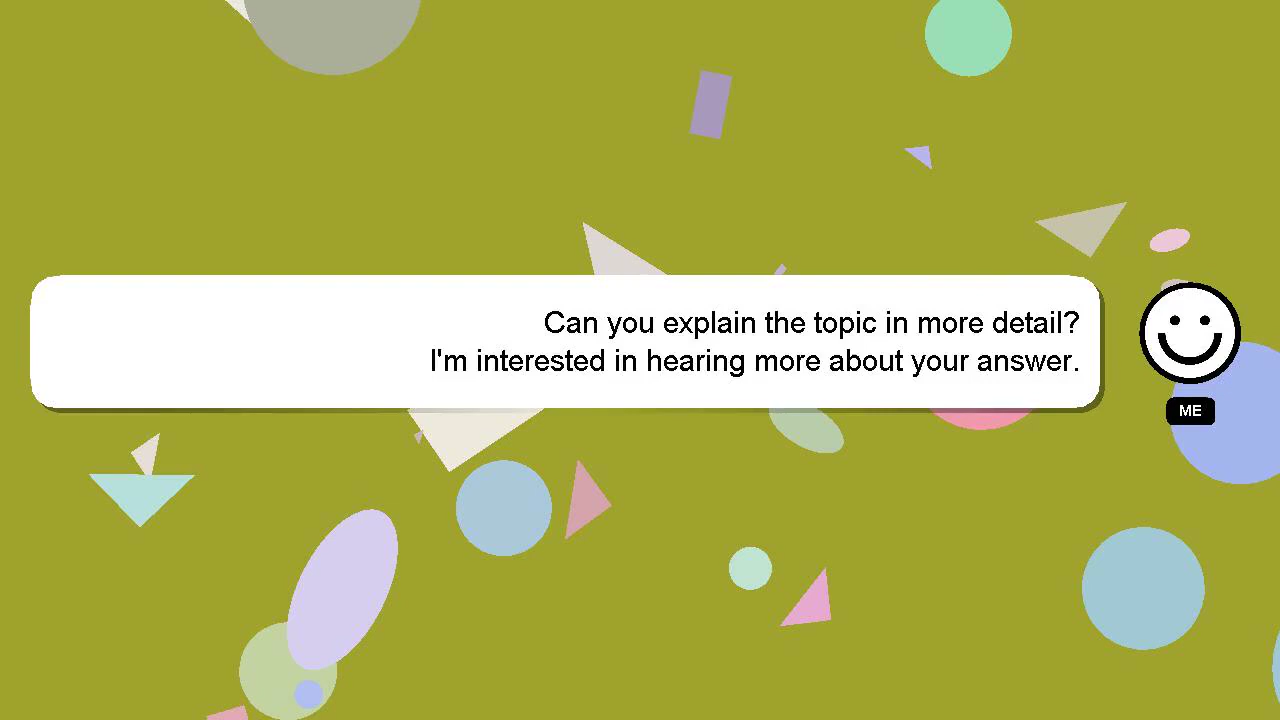 Can you explain the topic in more detail?
I'm interested in hearing more about your answer.
ME